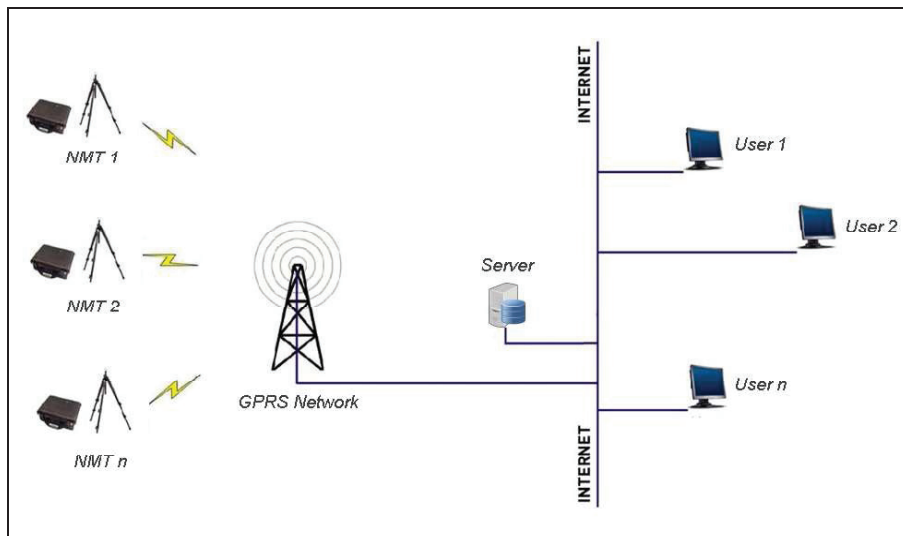 INTERNET
NMT 1
User 1
NMT 2
User 2
Server
GPRS Network
User n
NMT n
INTERNET